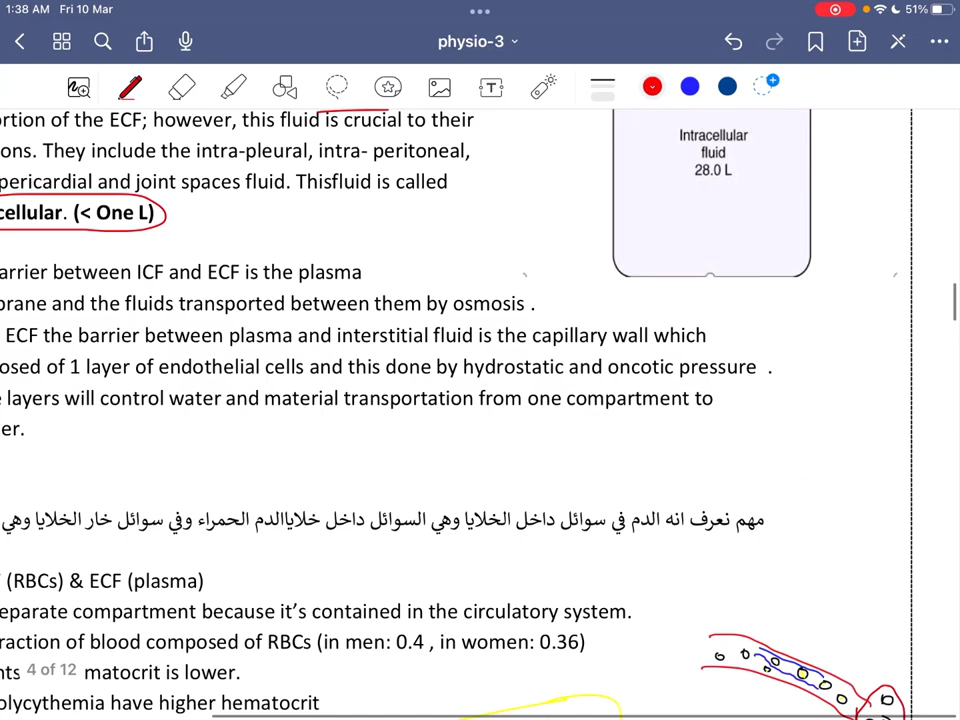 1:38 AM Fri 10 Mar
51%
physio-3
rtion of the ECF; however, this fluid is crucial to their
ons. They include the intra-pleural, intra- peritoneal,
pericardial and joint spaces fluid. Thisfluid is called
cellular. (< One L)
Intracellular
fluid
28.0 L
arrier between ICF and ECF is the plasma
brane and the fluids transported between them by osmosis .
ECF the barrier between plasma and interstitial fluid is the capillary wall which
osed of 1 layer of endothelial cells and this done by hydrostatic and oncotic pressure .
layers will control water and material transportation from one compartment to
er.
مهم نعرف انه الدم في سوائل داخل الخلايا وهي السوائل داخل خلاياالدم الحمراء وفي سوائل خار الخلايا وهي
(RBCs) & ECF (plasma)
eparate compartment because it’s contained in the circulatory system.
raction of blood composed of RBCs (in men: 0.4 , in women: 0.36)
nts 4 of 12 matocrit is lower.
olycythemia have higher hematocrit